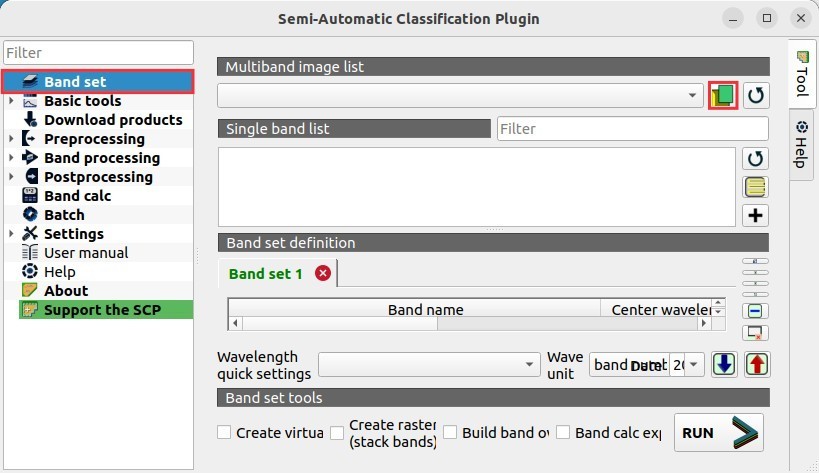 Semi-Automatic Classification Plugin
Filter
Band set
Basic tools
Download products
Preprocessing
Band processing
Postprocessing
Band calc
Batch
Settings
User manual
Help
About
Support the SCP
Multiband image list
Single band list
Filter
Band set definition
Band set 1
Band name
Center waveler
Wavelength
quick settings
Wave
unit
band numb
Date
20
Band set tools
Create virtua
Create raster
(stack bands)
Build band ov
Band calc exp
RUN
Tool
Help